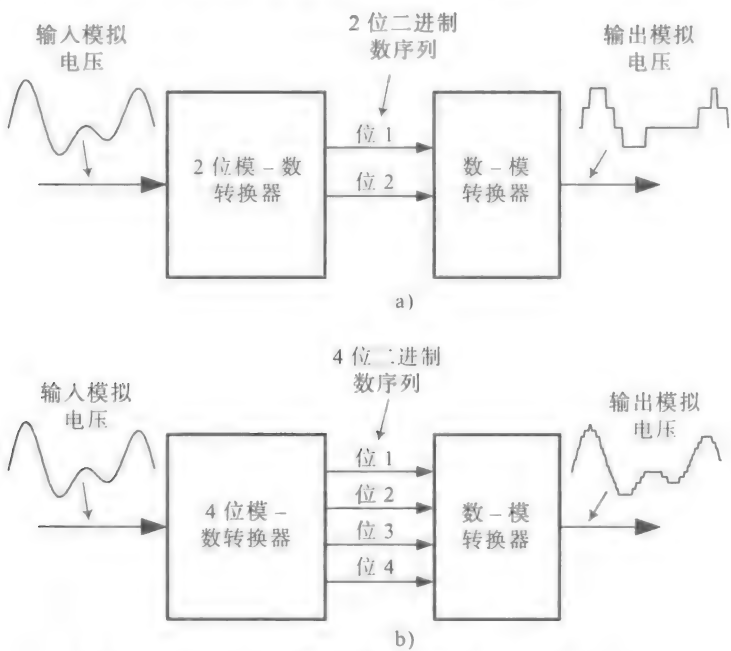 输入模拟
电压
2 位二进制
数序列
输出模拟
电压
2 位模－数
转换器
位 1
位 2
数－模
转换器
a)
输入模拟
电压
4 位二进制
数序列
输出模拟
电压
4 位模－
数转换器
位 1
位 2
位 3
位 4
数－模
转换器
b)